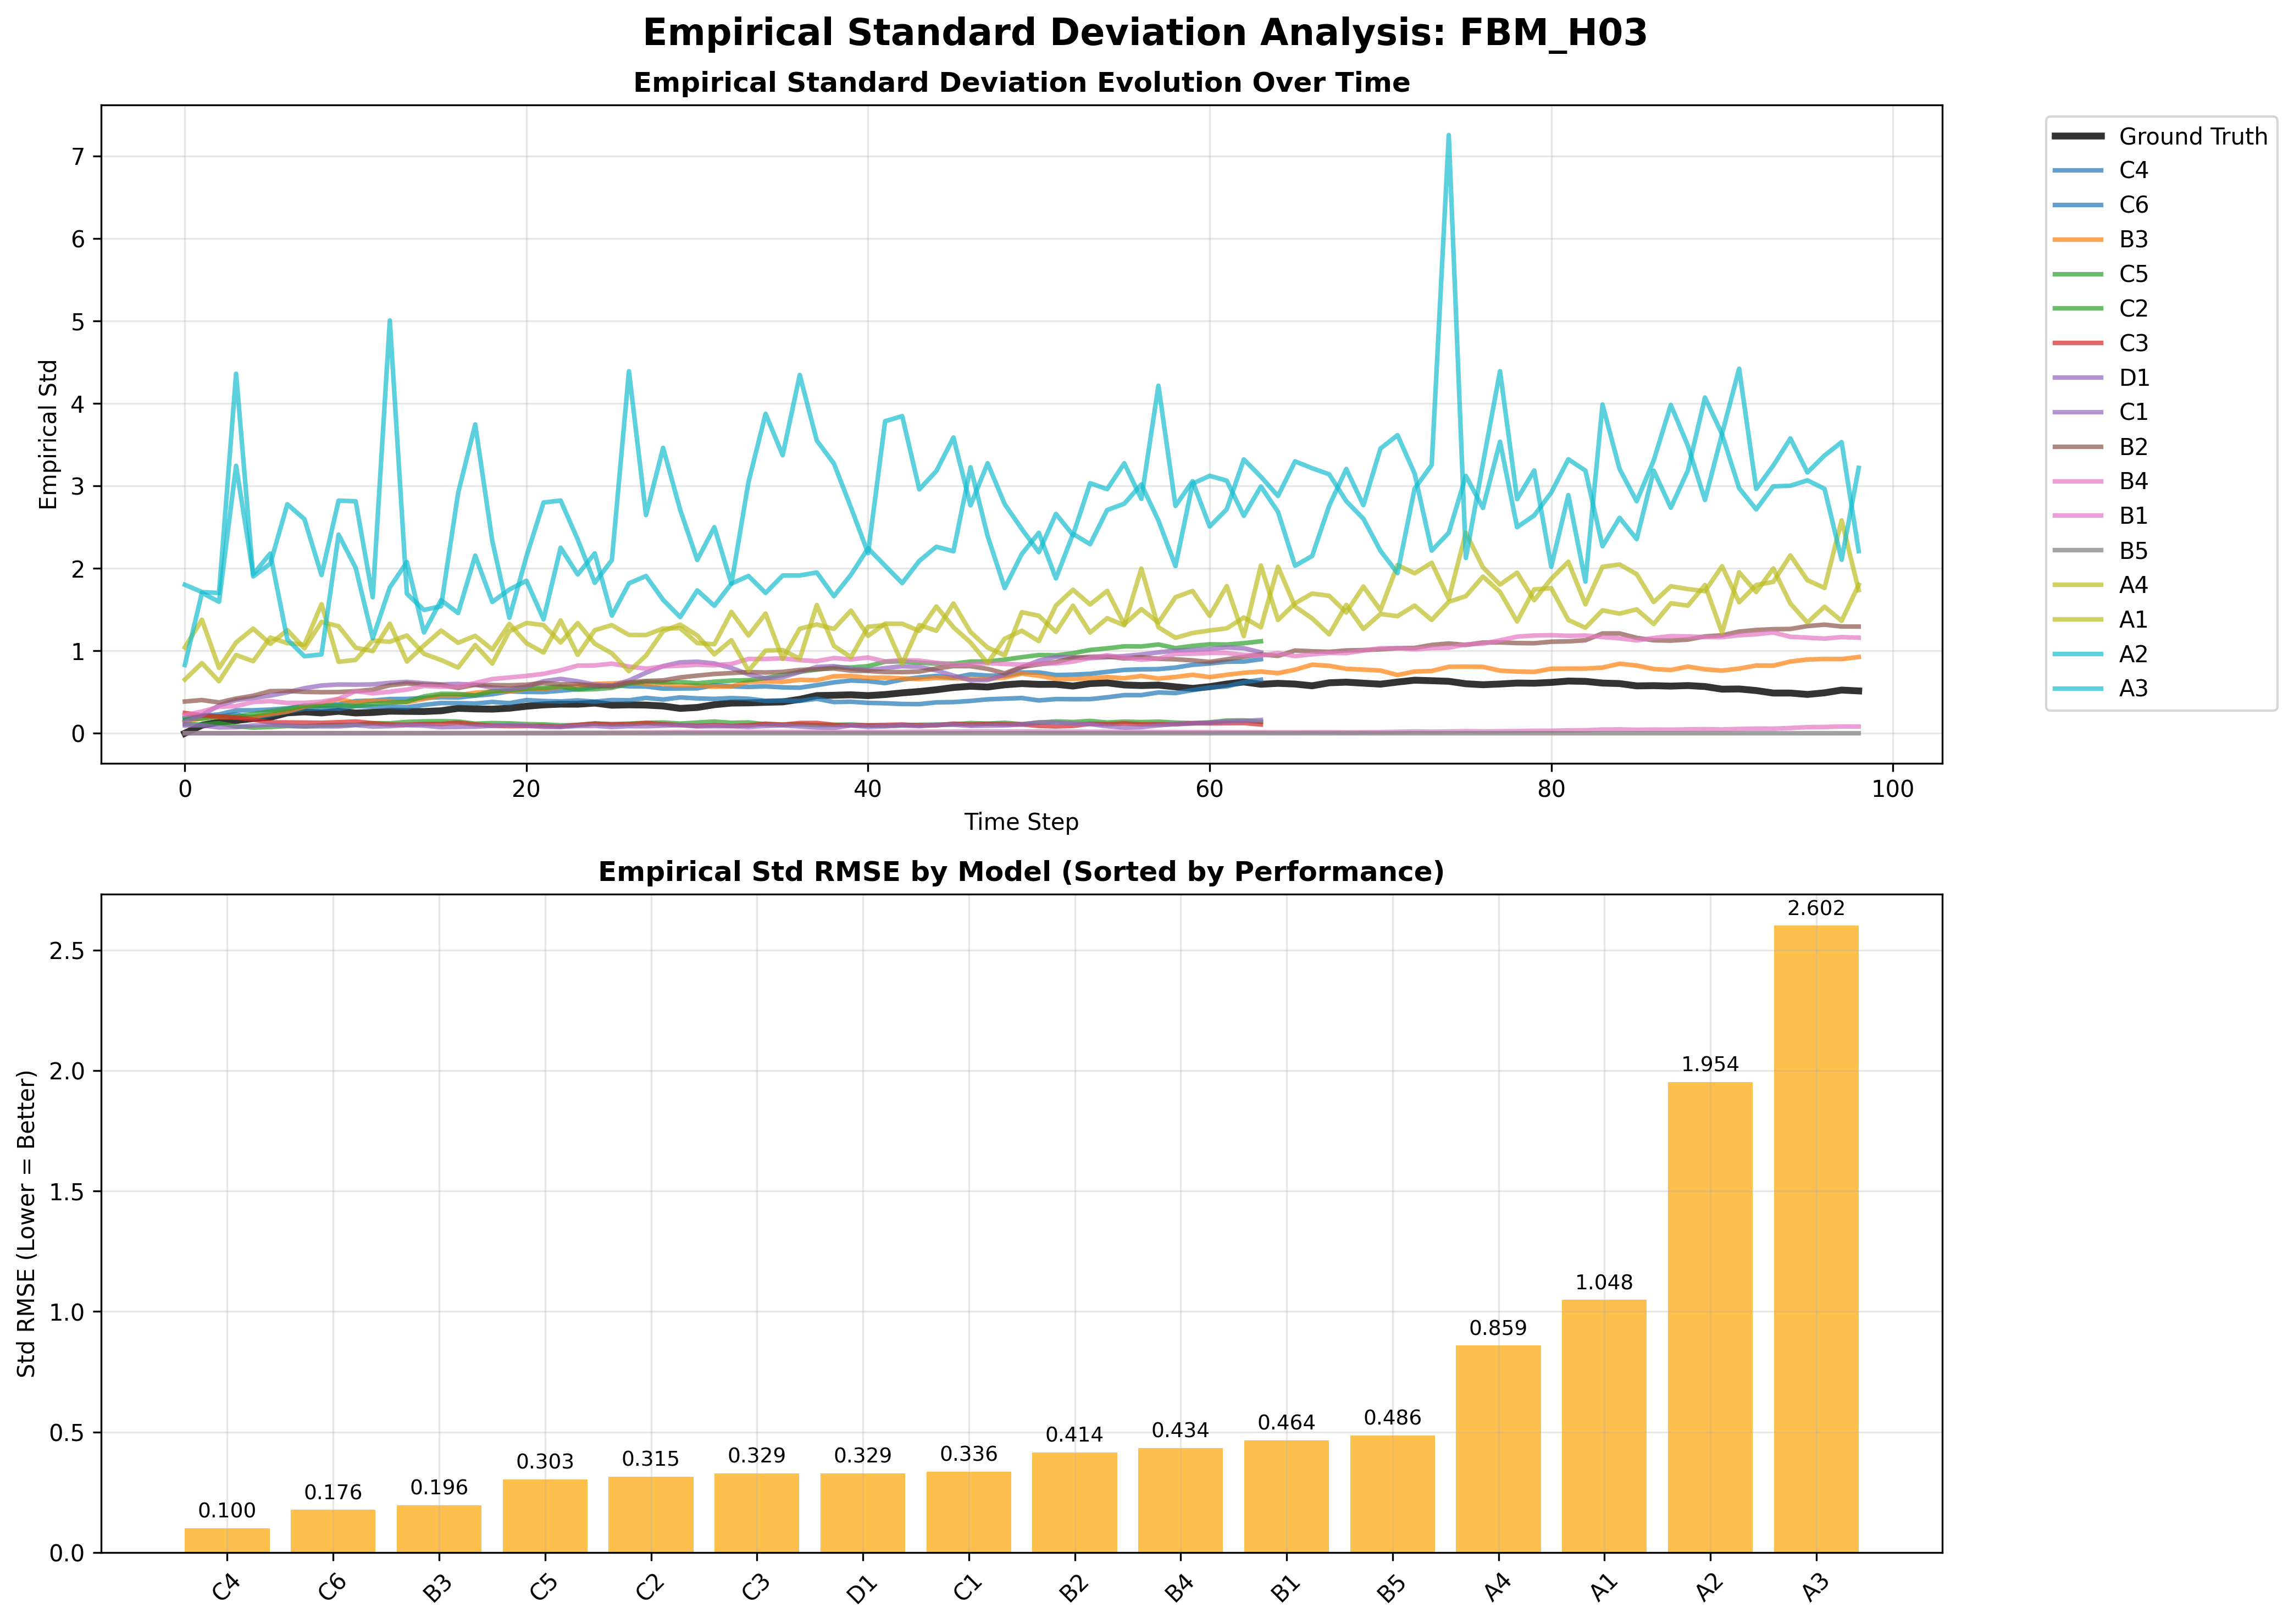 Empirical Standard Deviation Analysis: FBM_H03
Empirical Standard Deviation Evolution Over Time
Empirical Std
7
6
5
4
3
2
1
0
0 20 40 60 80 100
Time Step
Ground Truth
C4
C6
B3
C5
C2
C3
D1
C1
B2
B4
B1
B5
A4
A1
A2
A3
Empirical Std RMSE by Model (Sorted by Performance)
Std RMSE (Lower = Better)
2.5
2.0
1.5
1.0
0.5
0.0
0.100 0.176 0.196 0.303 0.315 0.329 0.329 0.336 0.414 0.434 0.464 0.486 0.859 1.048 1.954 2.602
C4 C6 B3 C5 C2 C3 D1 C1 B2 B4 B1 B5 A4 A1 A2 A3